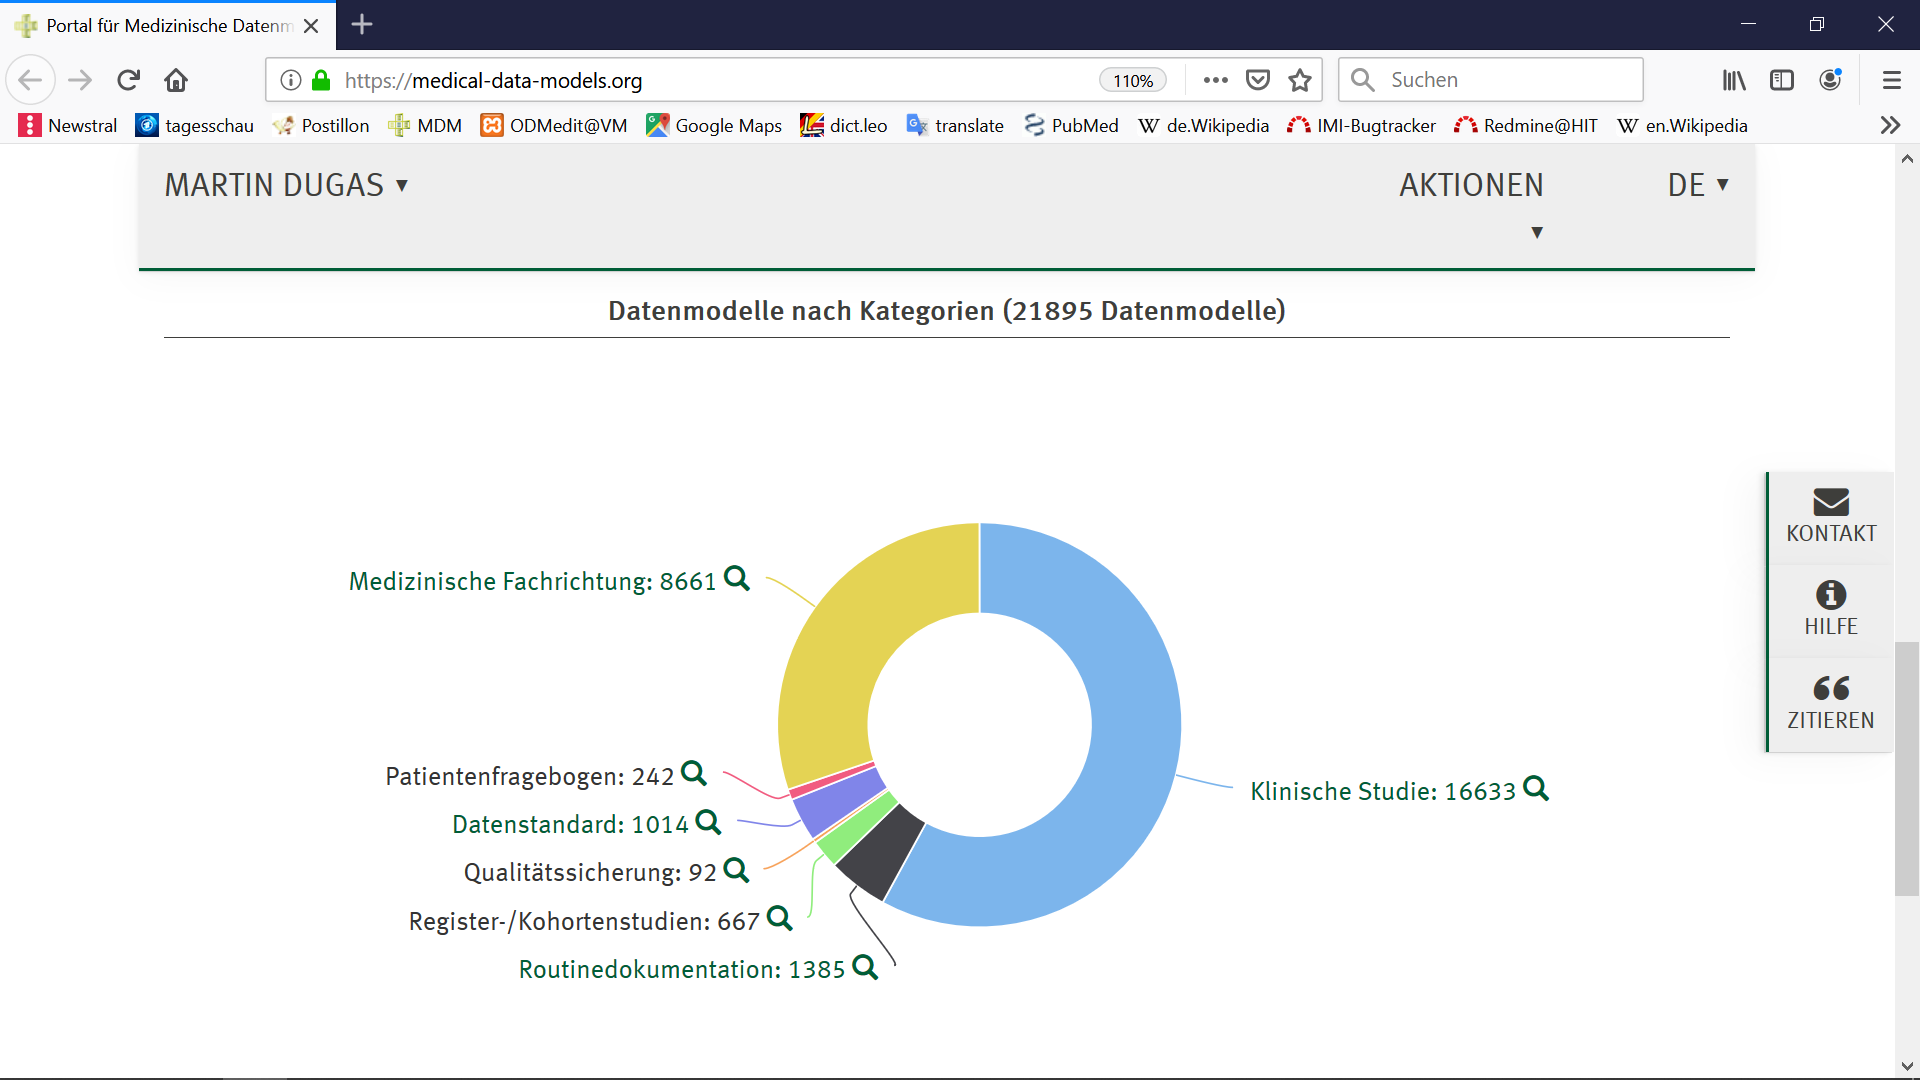 Portal für Medizinische Datenm
https://medical-data-models.org
110%
Suchen
Newstral
tagesschau
Postillon
MDM
ODMedit@VM
Google Maps
dict.leo
translate
PubMed
de.Wikipedia
IMI-Bugtracker
Redmine@HIT
en.Wikipedia
MARTIN DUGAS
AKTIONEN
DE
Datenmodelle nach Kategorien (21895 Datenmodelle)
Medizinische Fachrichtung: 8661
Patientenfragebogen: 242
Datenstandard: 1014
Qualitätssicherung: 92
Register-/Kohortenstudien: 667
Routinedokumentation: 1385
Klinische Studie: 16633
KONTAKT
HILFE
ZITIEREN